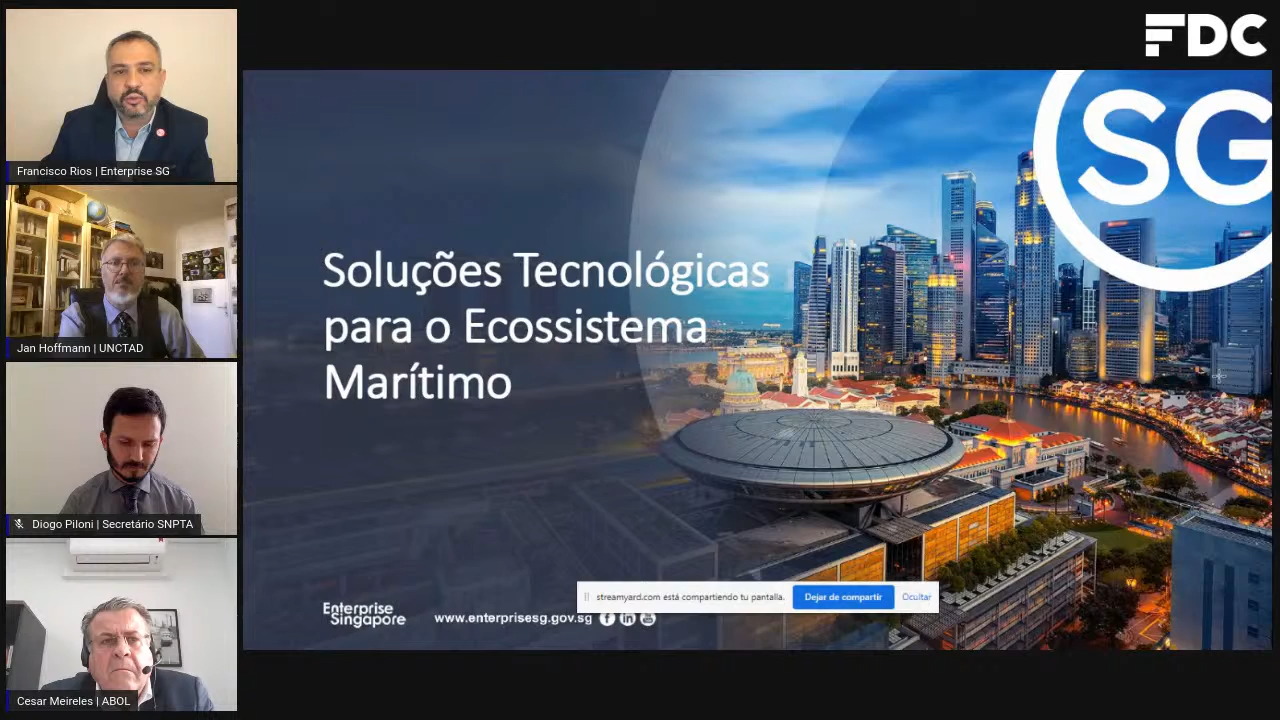 FDC
Francisco Rios | Enterprise SG
Jan Hoffmann | UNCTAD
Diogo Piloni | Secretário SNPTA
Cesar Meireles | ABOL
SG
Soluções Tecnológicas
para o Ecossistema
Marítimo
streamyard.com está compartiendo tu pantalla.
Dejar de compartir
Ocultar
Enterprise
Singapore
www.enterprisesg.gov.sg